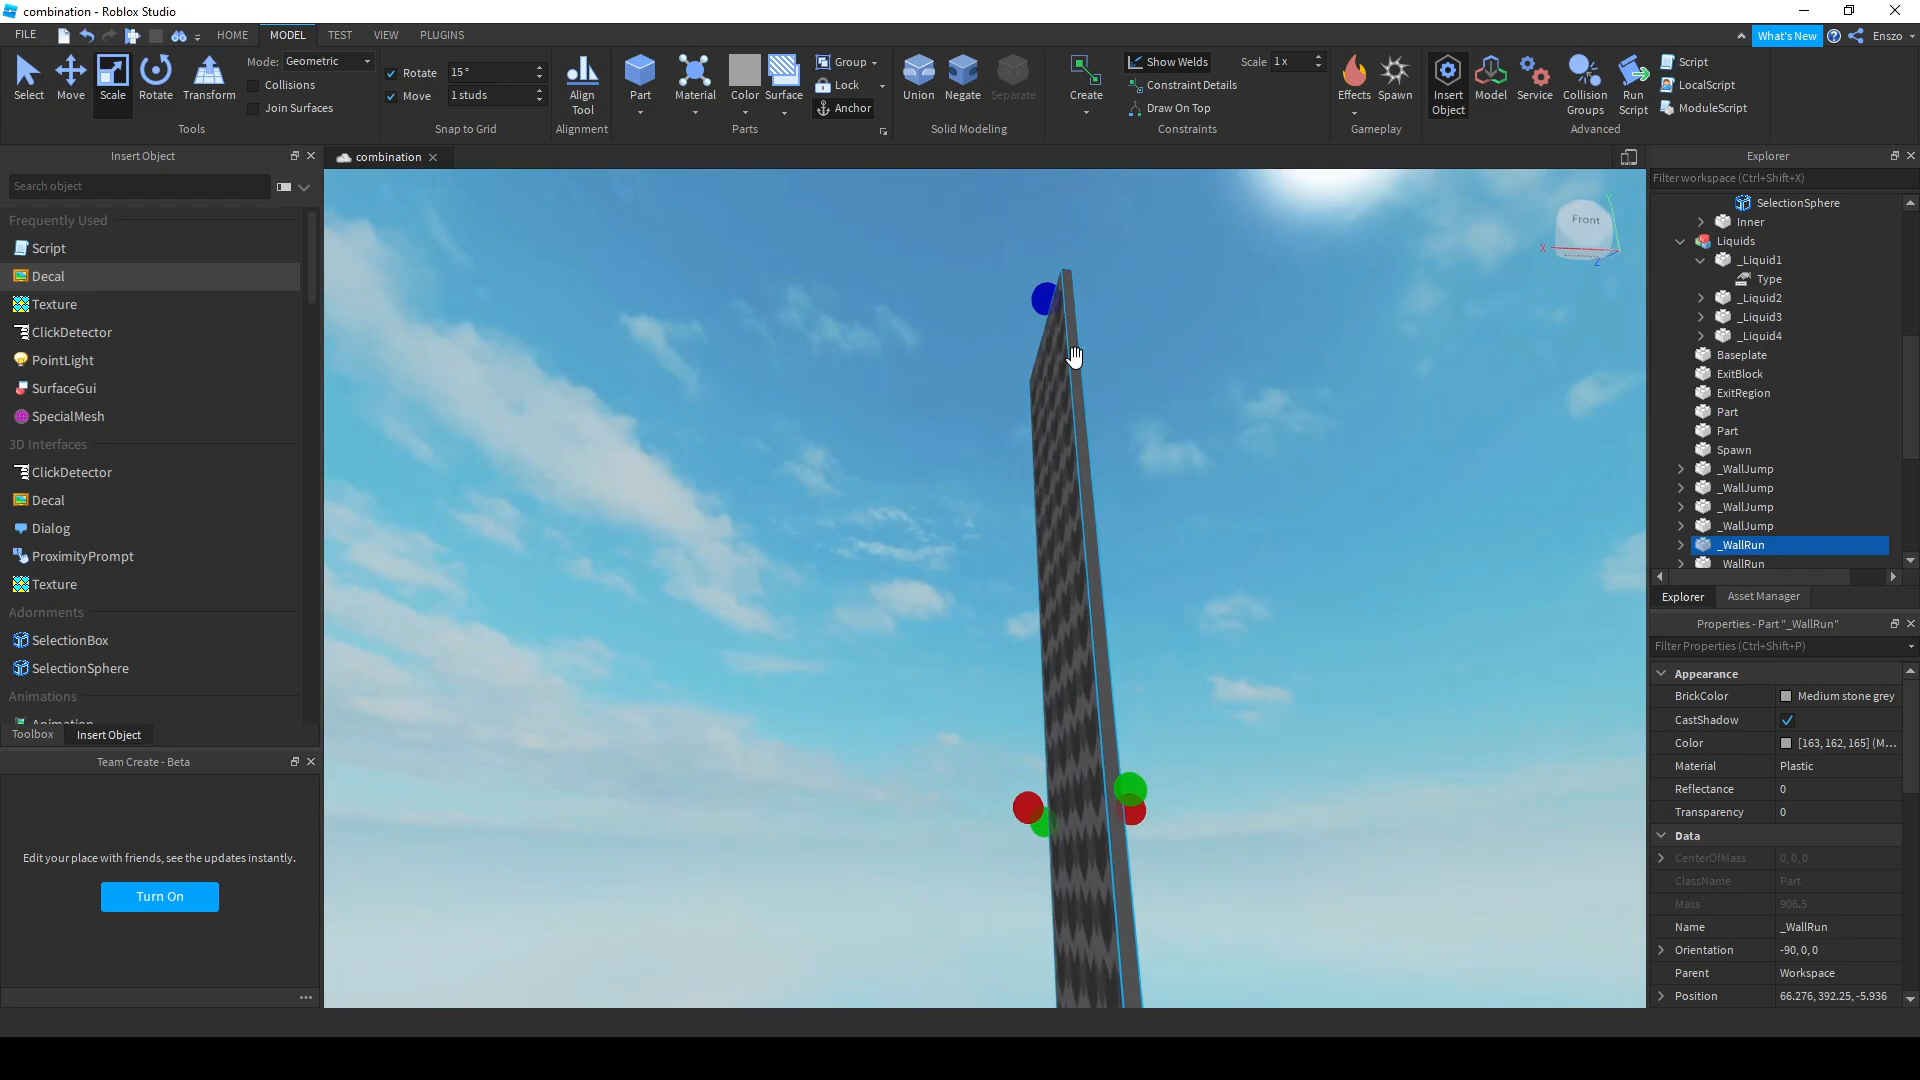 combination - Roblox Studio
FILE
HOME
MODEL
TEST
VIEW
PLUGINS
What's New
Enszo
Select
Move
Scale
Rotate
Transform
Mode: Geometric
Collisions
Join Surfaces
Tools
Rotate 15°
Move 1 studs
Snap to Grid
Align Tool
Alignment
Part
Material
Color
Surface
Group
Lock
Anchor
Parts
Union
Negate
Separate
Solid Modeling
Create
Show Welds
Constraint Details
Draw On Top
Scale 1 x
Constraints
Effects
Spawn
Gameplay
Insert Object
Model
Service
Collision Groups
Run Script
Script
LocalScript
ModuleScript
Advanced
Insert Object
Search object
Frequently Used
Script
Decal
Texture
ClickDetector
PointLight
SurfaceGui
SpecialMesh
3D Interfaces
ClickDetector
Decal
Dialog
ProximityPrompt
Texture
Adornments
SelectionBox
SelectionSphere
Animations
Animation
Toolbox
Insert Object
Team Create - Beta
Edit your place with friends, see the updates instantly.
Turn On
combination
Front
X
Y
Z
Explorer
Filter workspace (Ctrl+Shift+X)
SelectionSphere
Inner
Liquids
_Liquid1
Type
_Liquid2
_Liquid3
_Liquid4
Baseplate
ExitBlock
ExitRegion
Part
Part
Spawn
_WallJump
_WallJump
_WallJump
_WallJump
_WallRun
_WallRun
Explorer
Asset Manager
Properties - Part "_WallRun"
Filter Properties (Ctrl+Shift+P)
Appearance
BrickColor Medium stone grey
CastShadow
Color [163, 162, 165] (M...
Material Plastic
Reflectance 0
Transparency 0
Data
CenterOfMass 0, 0, 0
ClassName Part
Mass 906.5
Name _WallRun
Orientation -90, 0, 0
Parent Workspace
Position 66.276, 392.25, -5.936